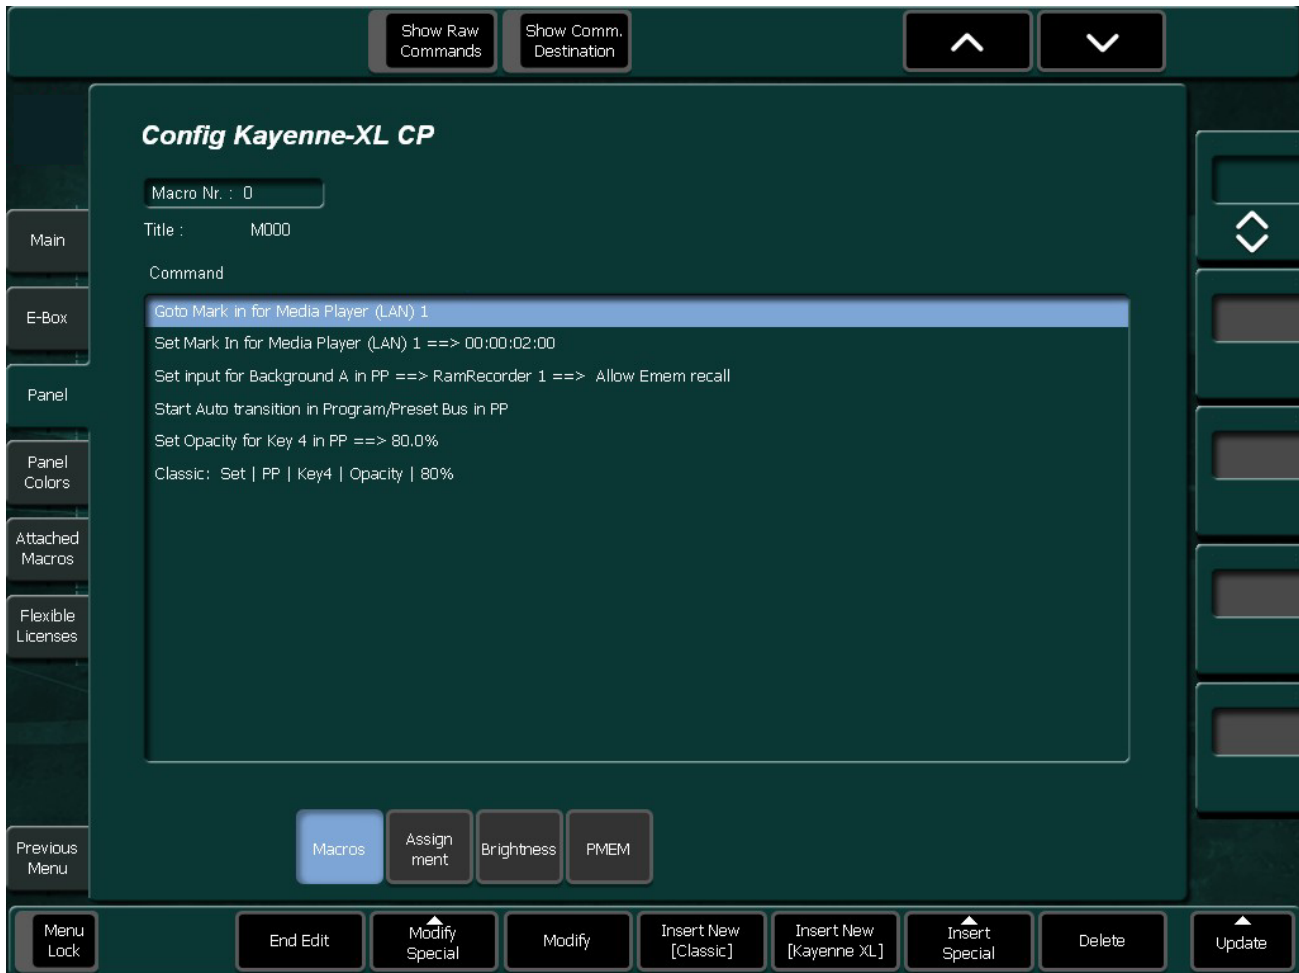 Show Raw
Commands
Show Comm.
Destination
Config Kayenne-XL CP
Macro Nr. : 0
Title : M000
Command
Goto Mark in for Media Player (LAN) 1
Set Mark In for Media Player (LAN) 1 ==> 00:00:02:00
Set input for Background A in PP ==> RamRecorder 1 ==> Allow Emem recall
Start Auto transition in Program/Preset Bus in PP
Set Opacity for Key 4 in PP ==> 80.0%
Classic: Set | PP | Key4 | Opacity | 80%
Main
E-Box
Panel
Panel
Colors
Attached
Macros
Flexible
Licenses
Previous
Menu
Macros
Assign
ment
Brightness
PMEM
Menu
Lock
End Edit
Modify
Special
Modify
Insert New
[Classic]
Insert New
[Kayenne XL]
Insert
Special
Delete
Update